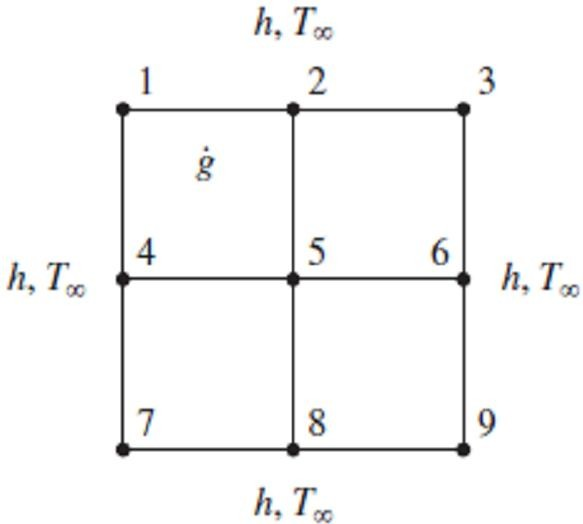 h, T∞
1 2 3
ġ
4 5 6
h, T∞ h, T∞
7 8 9
h, T∞